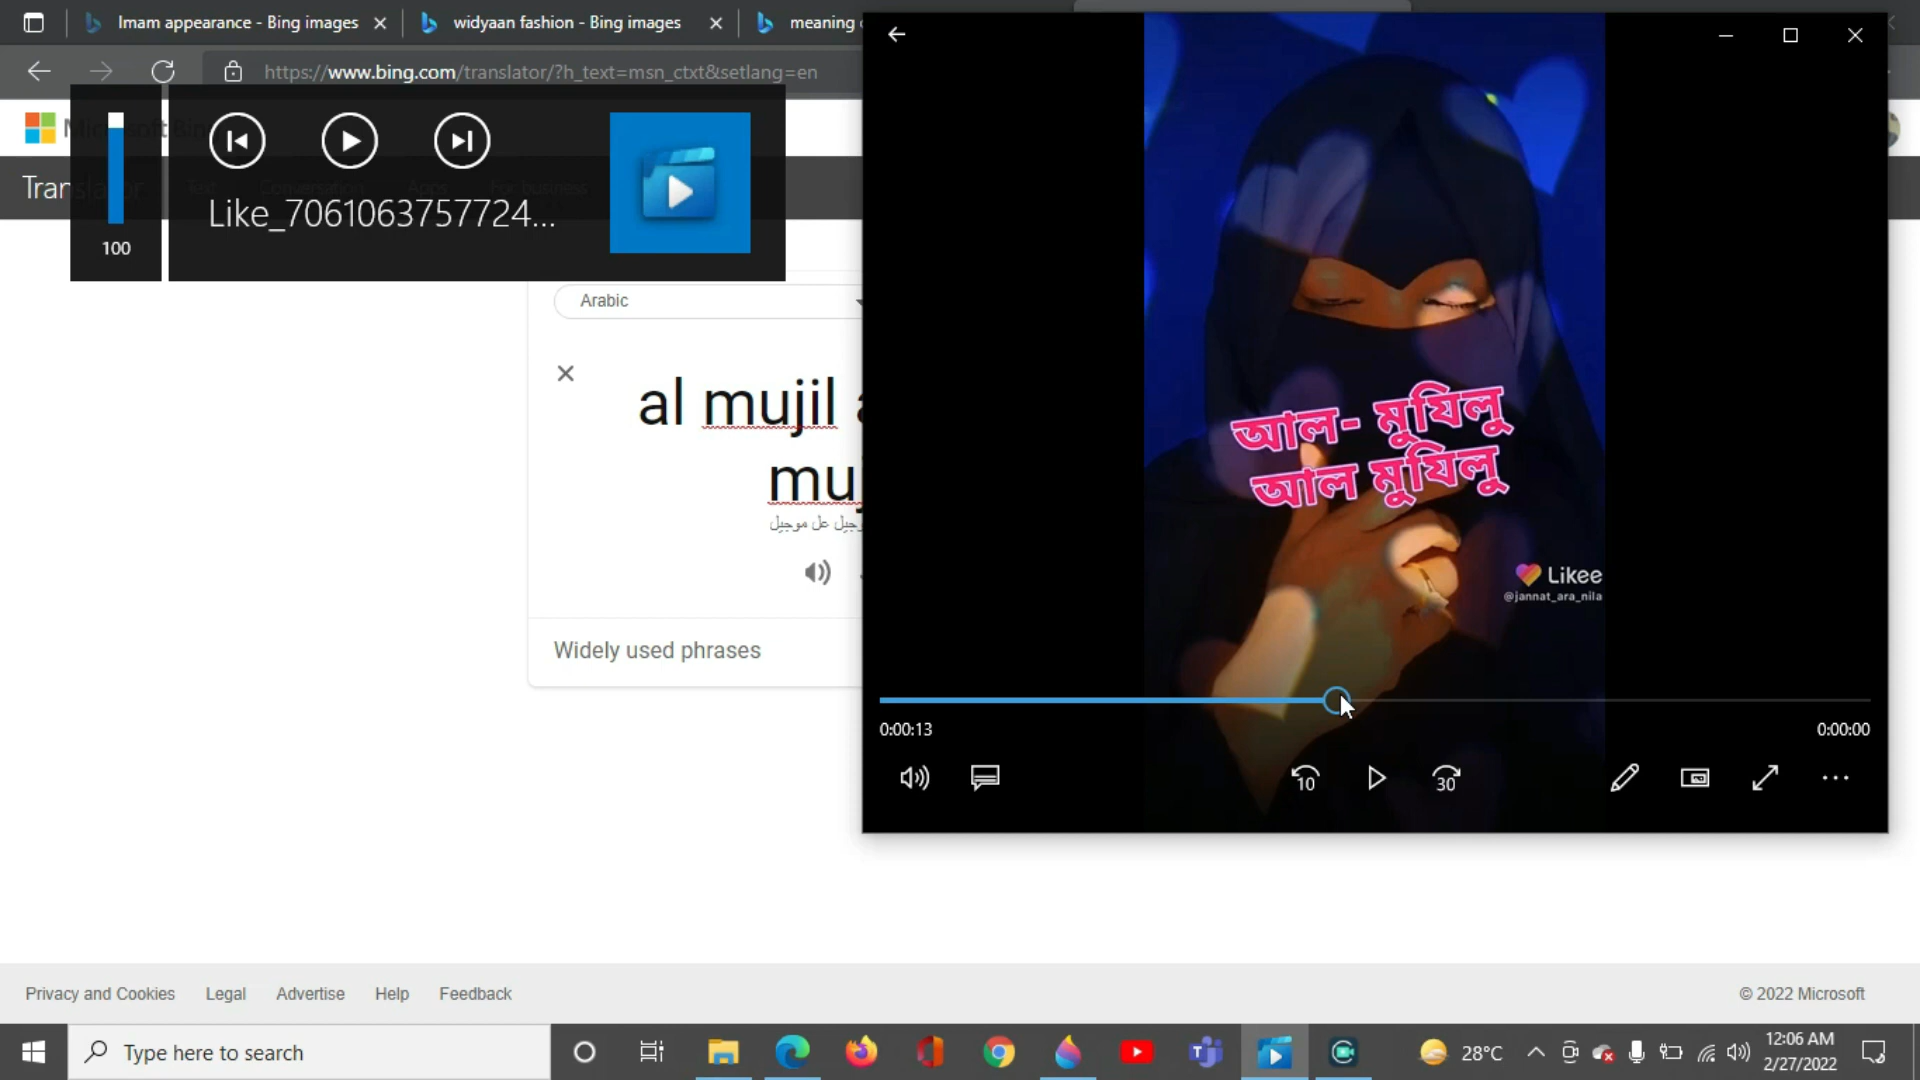 Imam appearance - Bing images
widyaan fashion - Bing images
meaning
https://www.bing.com/translator/?h_text=msn_ctxt&setlang=en
Like_7061063757724...
100
Arabic
al mujil
Widely used phrases
আল- মুযিলু
আল মুযিলু
Likee
@jannat_ara_nila
0:00:13
0:00:00
10
30
Privacy and Cookies
Legal
Advertise
Help
Feedback
© 2022 Microsoft
Type here to search
28°C
12:06 AM
2/27/2022